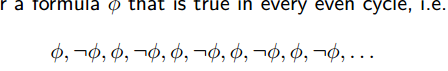 r a formula ϕ that is true in every even cycle, i.e.
ϕ, ¬ϕ, ϕ, ¬ϕ, ϕ, ¬ϕ, ϕ, ¬ϕ, ϕ, ¬ϕ, . . .